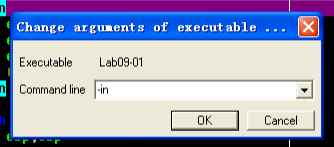 Change arguments of executable ...
Executable Lab09-01
Command line -in
OK Cancel